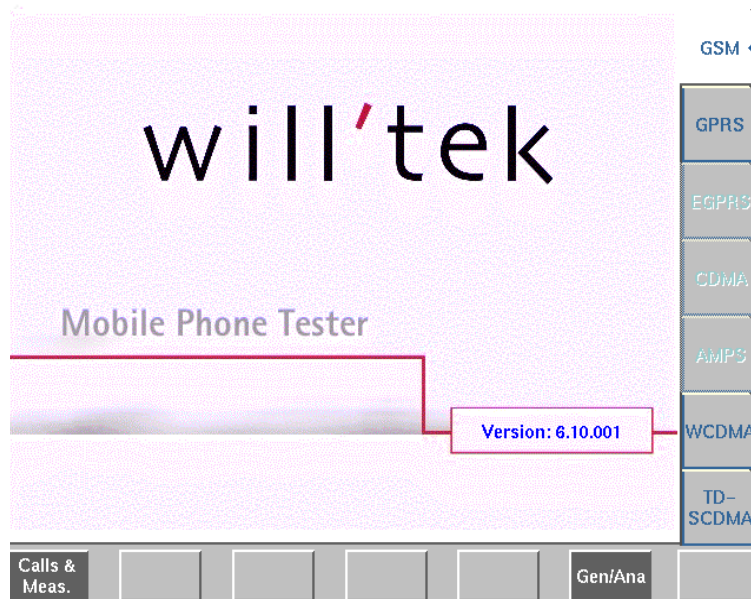 will'tek
Mobile Phone Tester
Version: 6.10.001
GSM
GPRS
EGPRS
CDMA
AMPS
WCDMA
TD-
SCDMA
Calls &
Meas.
Gen/Ana